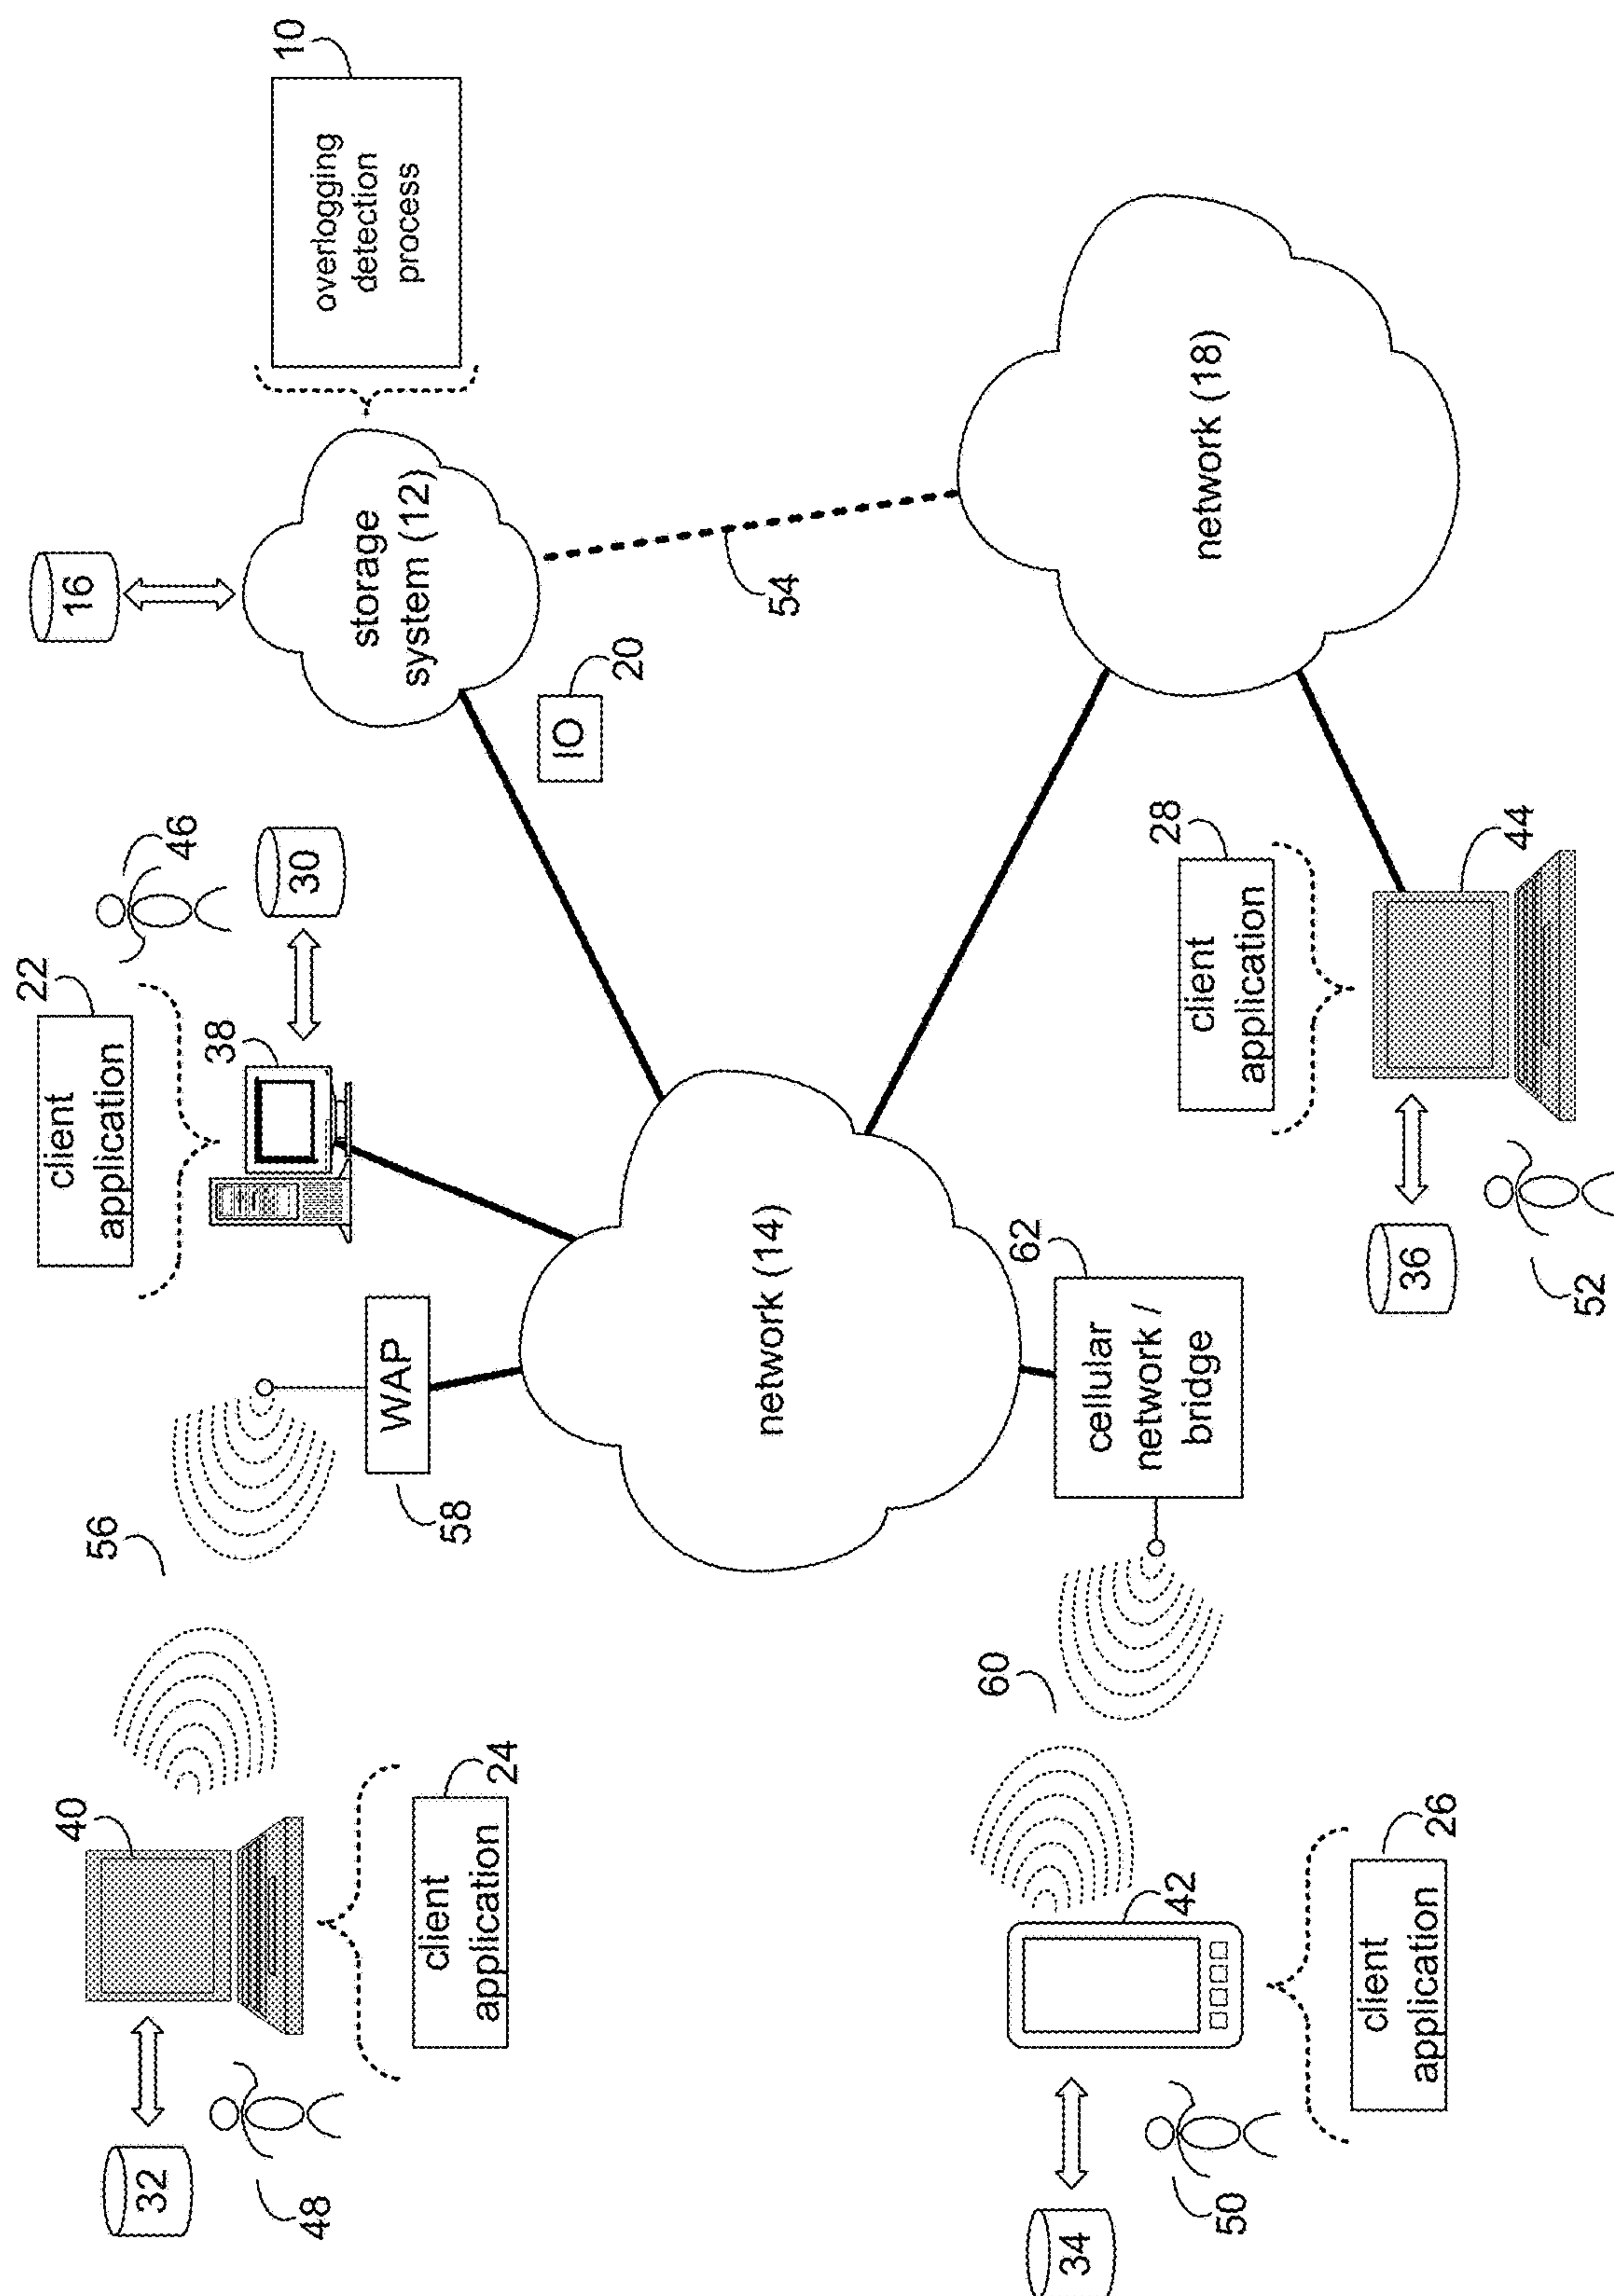 32
48
40
client
application
24
56
58
WAP
client
application
22
38
46
30
16
storage
system (12)
overlogging
detection
process
10
IO
20
54
network (14)
network (18)
34
50
42
client
application
26
60
cellular
network /
bridge
62
36
52
client
application
28
44